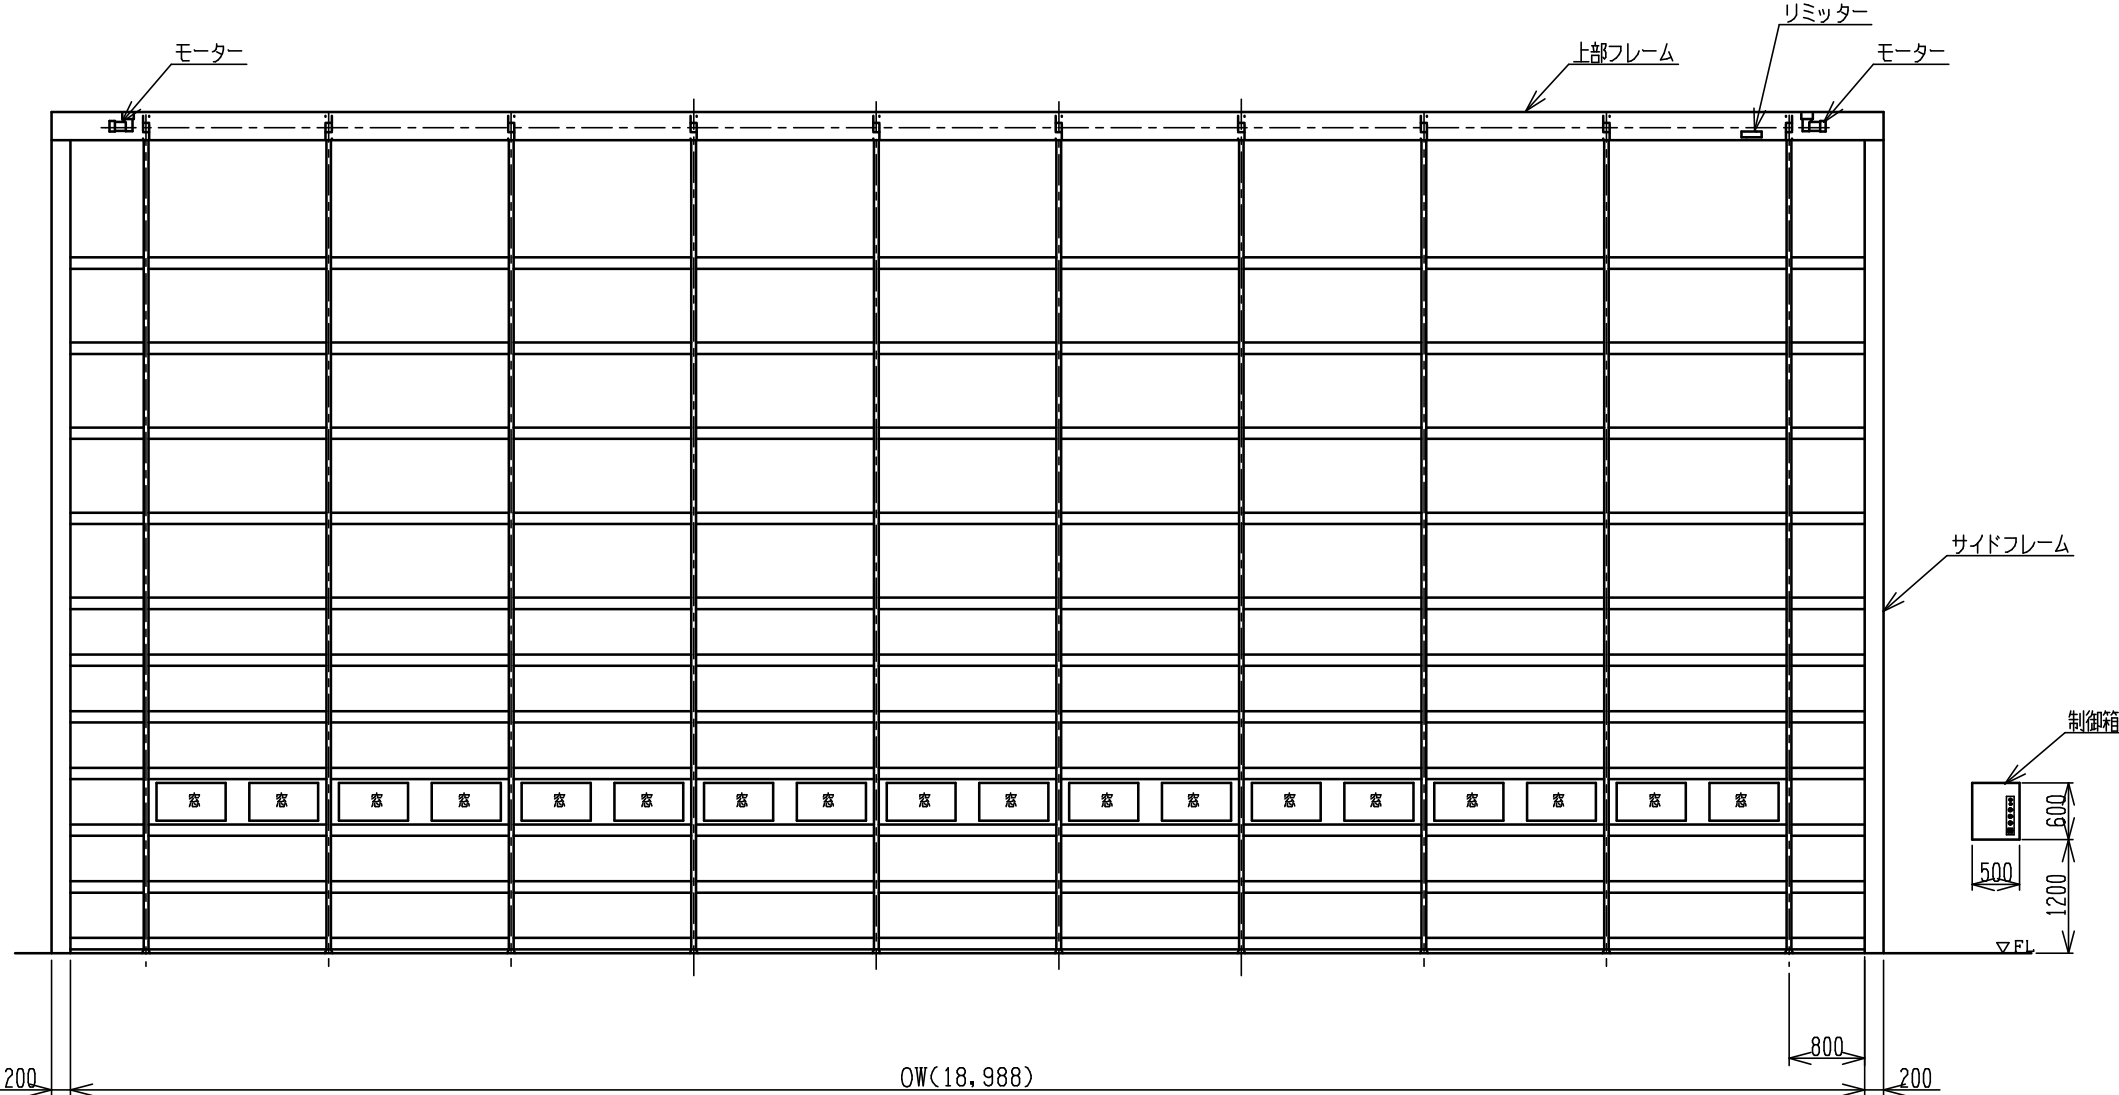 リミッター
モーター
上部フレーム
モーター
サイドフレーム
制御箱
窓 窓 窓 窓 窓 窓 窓 窓 窓 窓 窓 窓 窓 窓 窓 窓 窓 窓
600
500
1200
▽FL
800
200
OW(18,988)
200